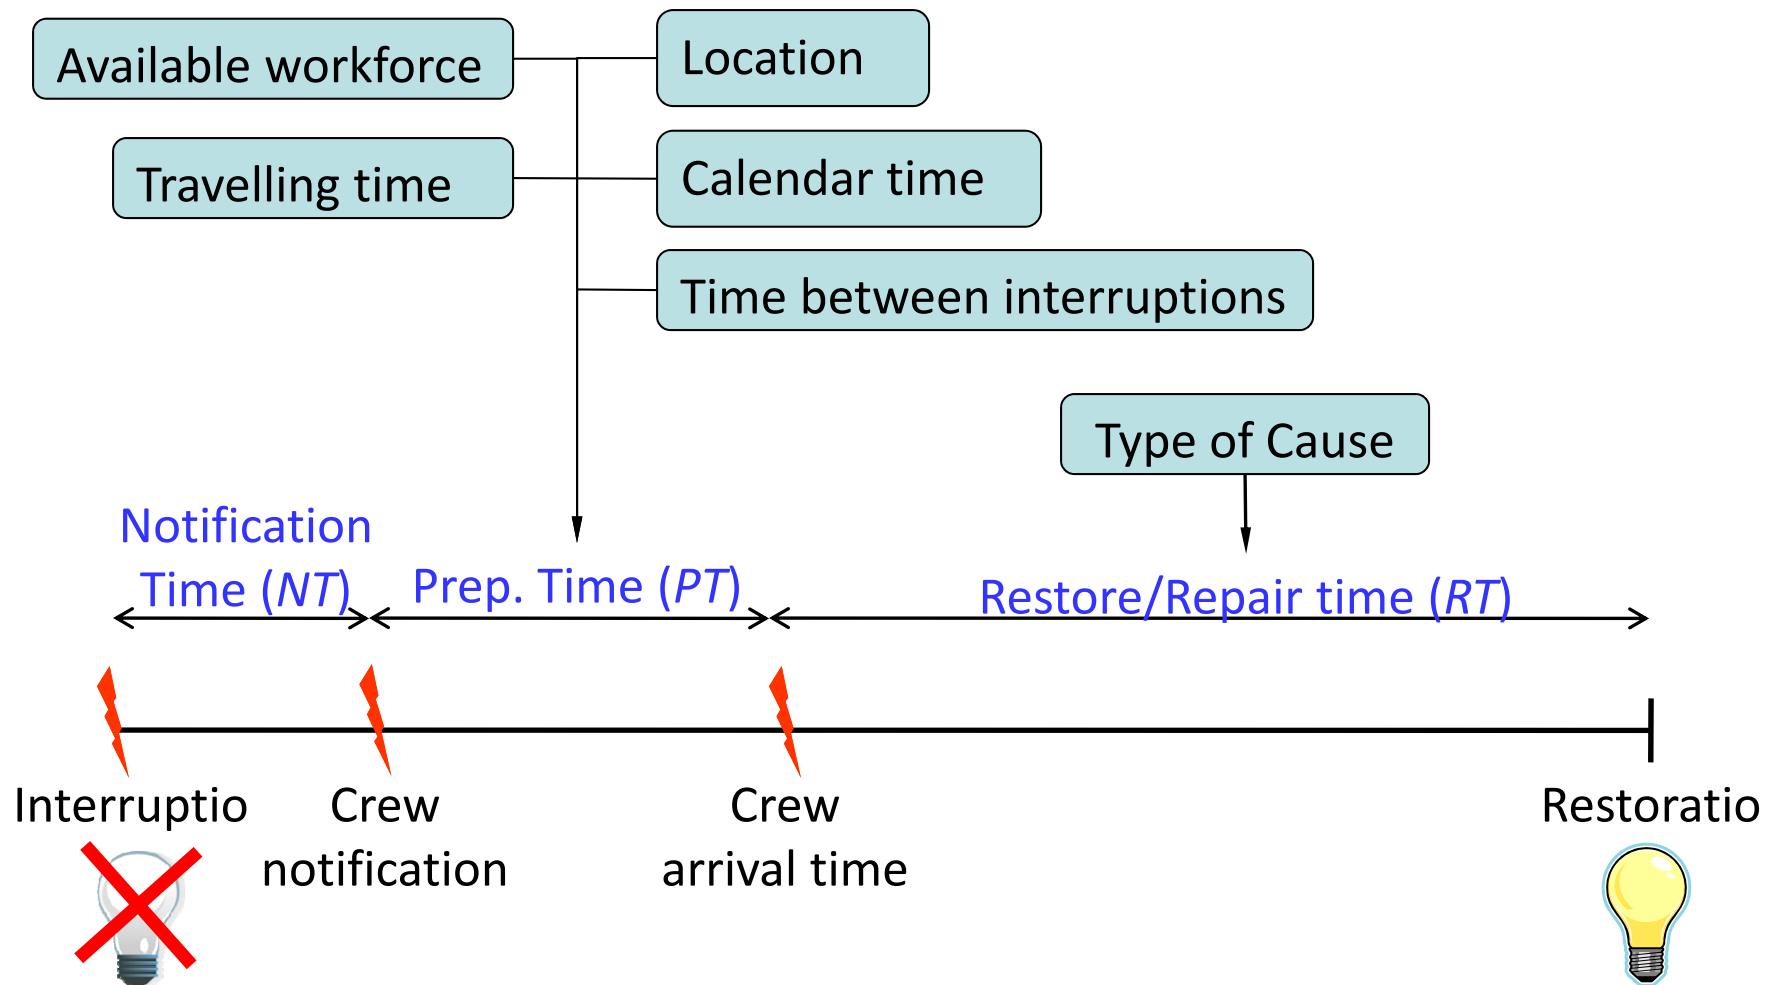 Available workforce
Location
Travelling time
Calendar time
Time between interruptions
Type of Cause
Notification
Time (NT)
Prep. Time (PT)
Restore/Repair time (RT)
Interruptio
Crew
notification
Crew
arrival time
Restoratio